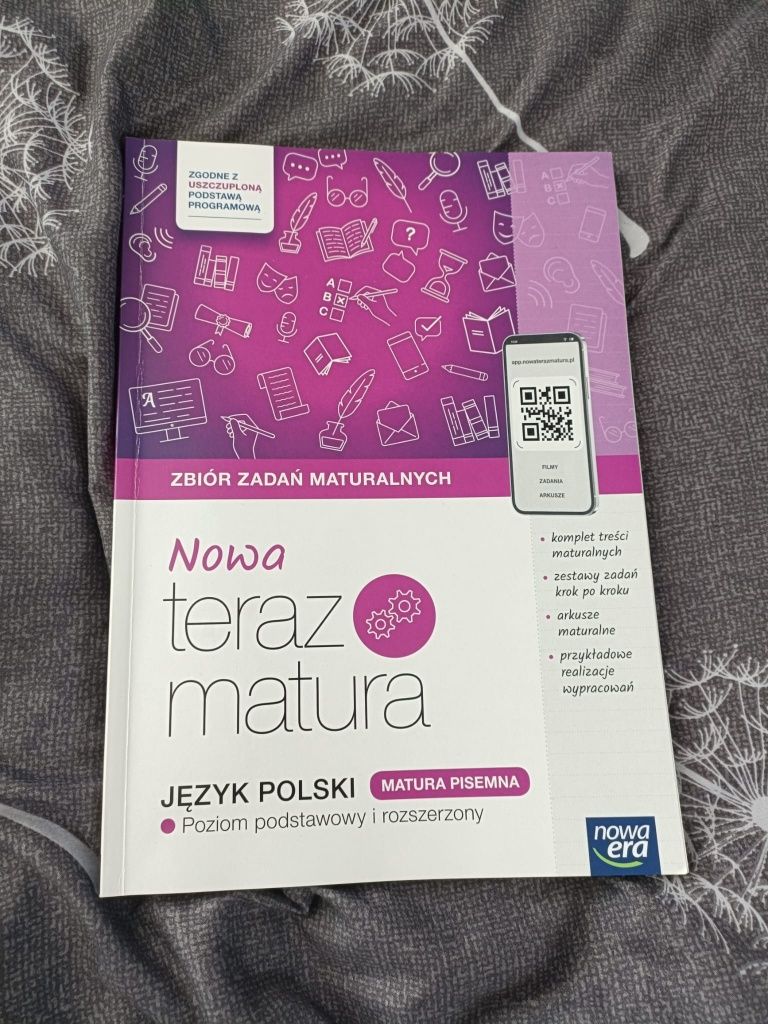 ZGODNE Z
USZCZUPLONĄ
PODSTAWĄ
PROGRAMOWĄ
A
B
C
?
A
B
C
A
app.nowaterazmatura.pl
FILMY
ZADANIA
ARKUSZE
ZBIÓR ZADAŃ MATURALNYCH
Nowa
teraz
matura
• komplet treści
maturalnych
• zestawy zadań
krok po kroku
• arkusze
maturalne
• przykładowe
realizacje
wypracowań
JĘZYK POLSKI MATURA PISEMNA
• Poziom podstawowy i rozszerzony
nowa
era